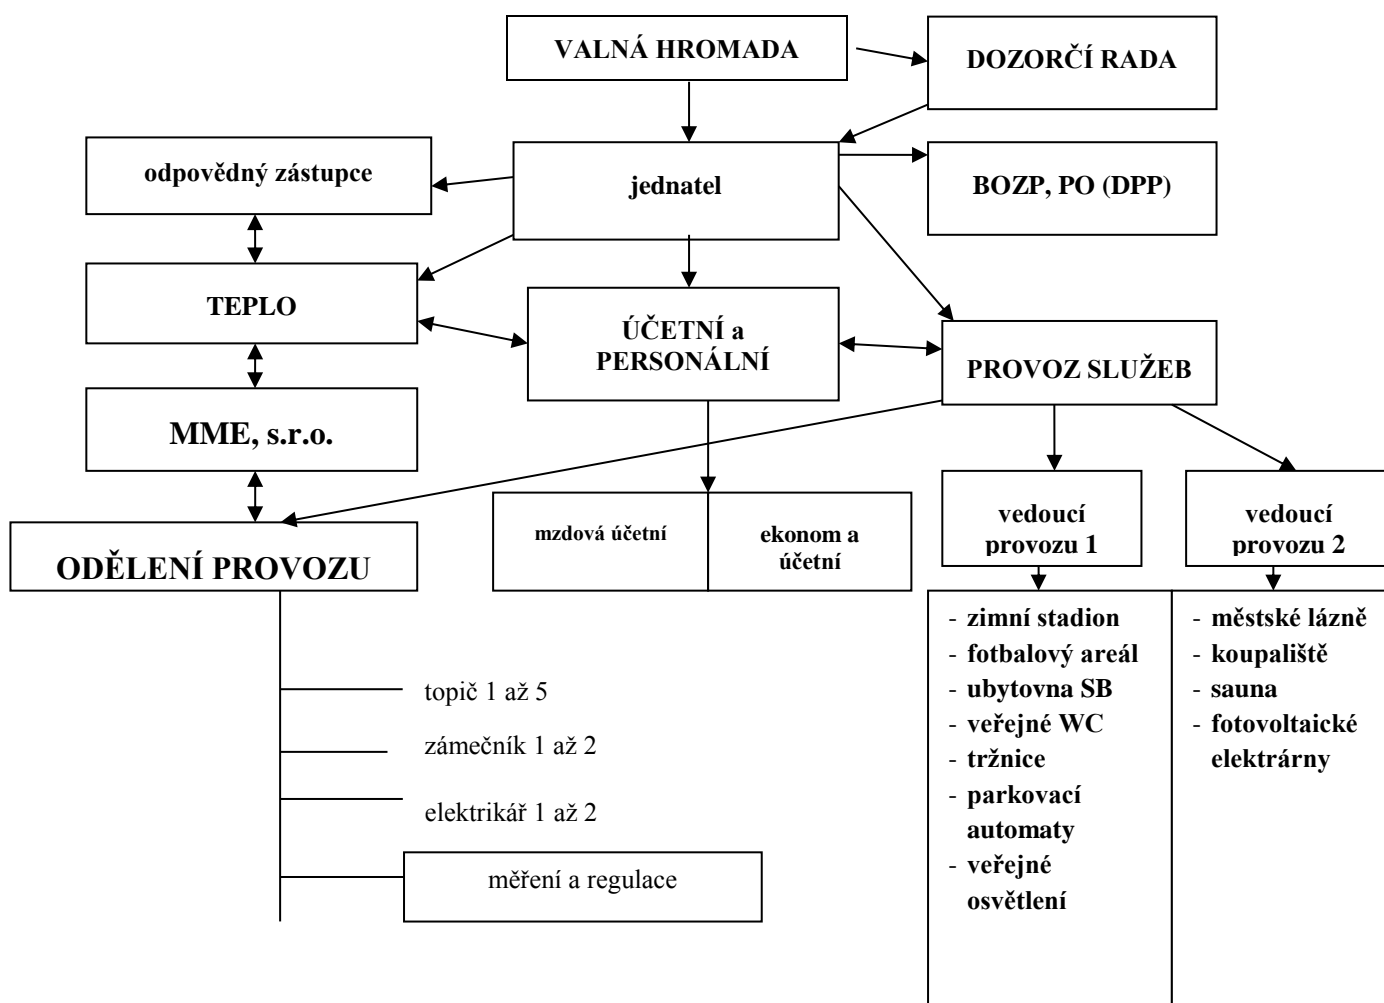 VALNÁ HROMADA
DOZORČÍ RADA
odpovědný zástupce
jednatel
BOZP, PO (DPP)
TEPLO
ÚČETNÍ a
PERSONÁLNÍ
PROVOZ SLUŽEB
MME, s.r.o.
ODĚLENÍ PROVOZU
mzdová účetní
ekonom a
účetní
vedoucí
provozu 1
vedoucí
provozu 2
topič 1 až 5
zámečník 1 až 2
elektrikář 1 až 2
měření a regulace
- zimní stadion
- fotbalový areál
- ubytovna SB
- veřejné WC
- tržnice
- parkovací
automaty
- veřejné
osvětlení
- městské lázně
- koupaliště
- sauna
- fotovoltaické
elektrárny